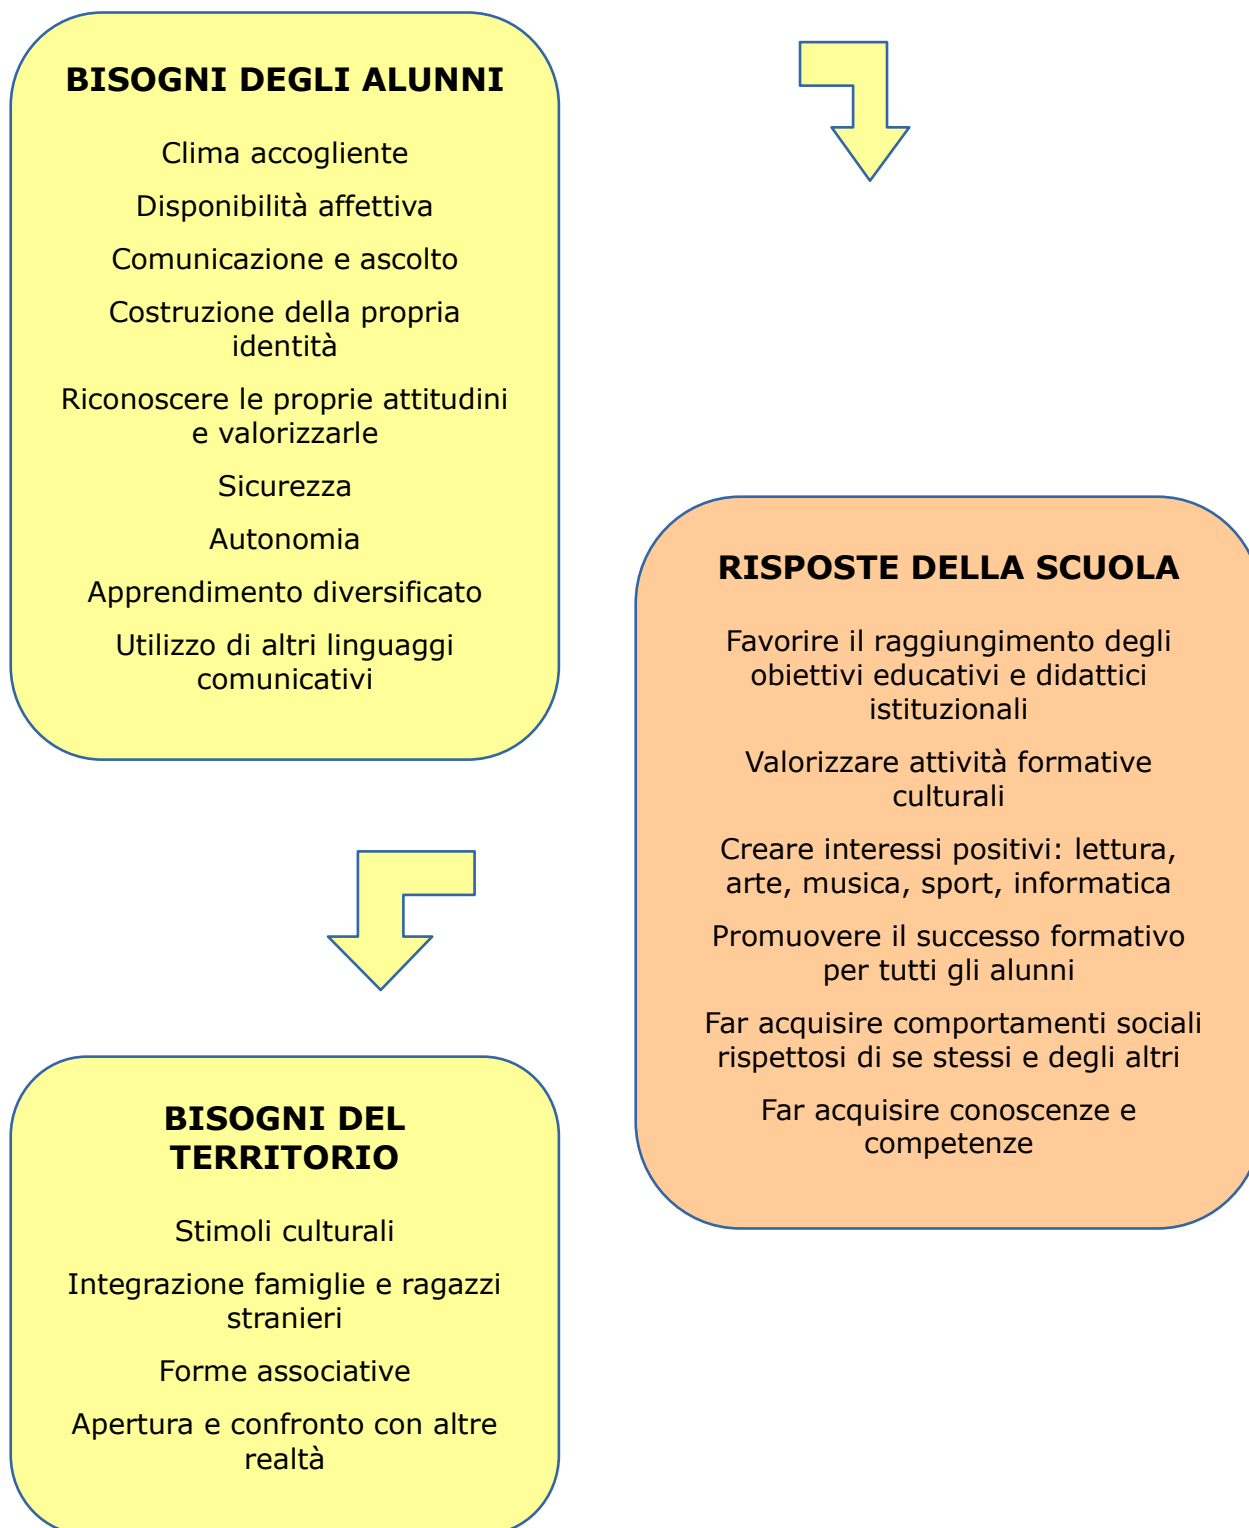 BISOGNI DEGLI ALUNNI
Clima accogliente
Disponibilità affettiva
Comunicazione e ascolto
Costruzione della propria
identità
Riconoscere le proprie attitudini
e valorizzarle
Sicurezza
Autonomia
Apprendimento diversificato
Utilizzo di altri linguaggi
comunicativi
BISOGNI DEL
TERRITORIO
Stimoli culturali
Integrazione famiglie e ragazzi
stranieri
Forme associative
Apertura e confronto con altre
realtà
RISPOSTE DELLA SCUOLA
Favorire il raggiungimento degli
obiettivi educativi e didattici
istituzionali
Valorizzare attività formative
culturali
Creare interessi positivi: lettura,
arte, musica, sport, informatica
Promuovere il successo formativo
per tutti gli alunni
Far acquisire comportamenti sociali
rispettosi di se stessi e degli altri
Far acquisire conoscenze e
competenze